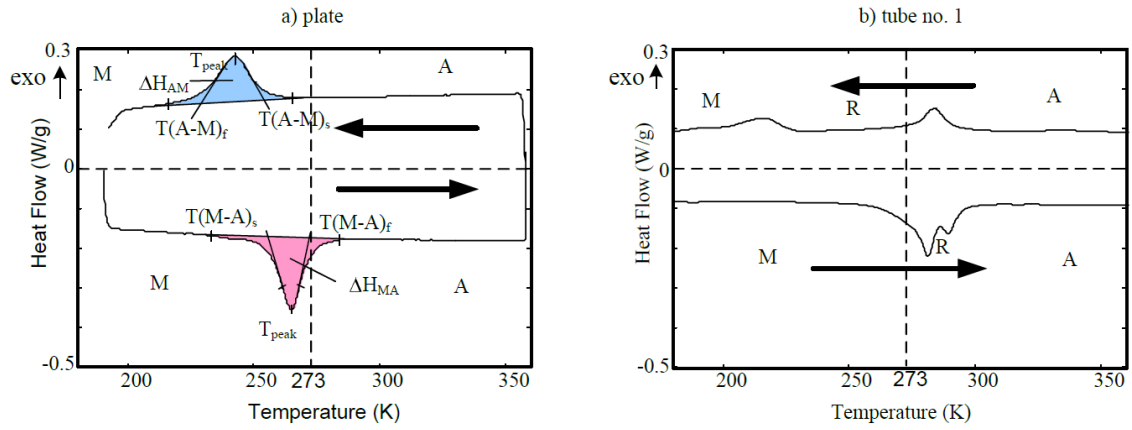 a) plate
0.3
exo
M
T_peak
ΔH_AM
A
T(A-M)_f
T(A-M)_s
0
Heat Flow (W/g)
T(M-A)_s
T(M-A)_f
M
ΔH_MA
A
T_peak
-0.5
200
250
273
300
350
Temperature (K)
b) tube no. 1
0.3
exo
M
R
A
0
Heat Flow (W/g)
M
R
A
-0.5
200
250
273
300
350
Temperature (K)